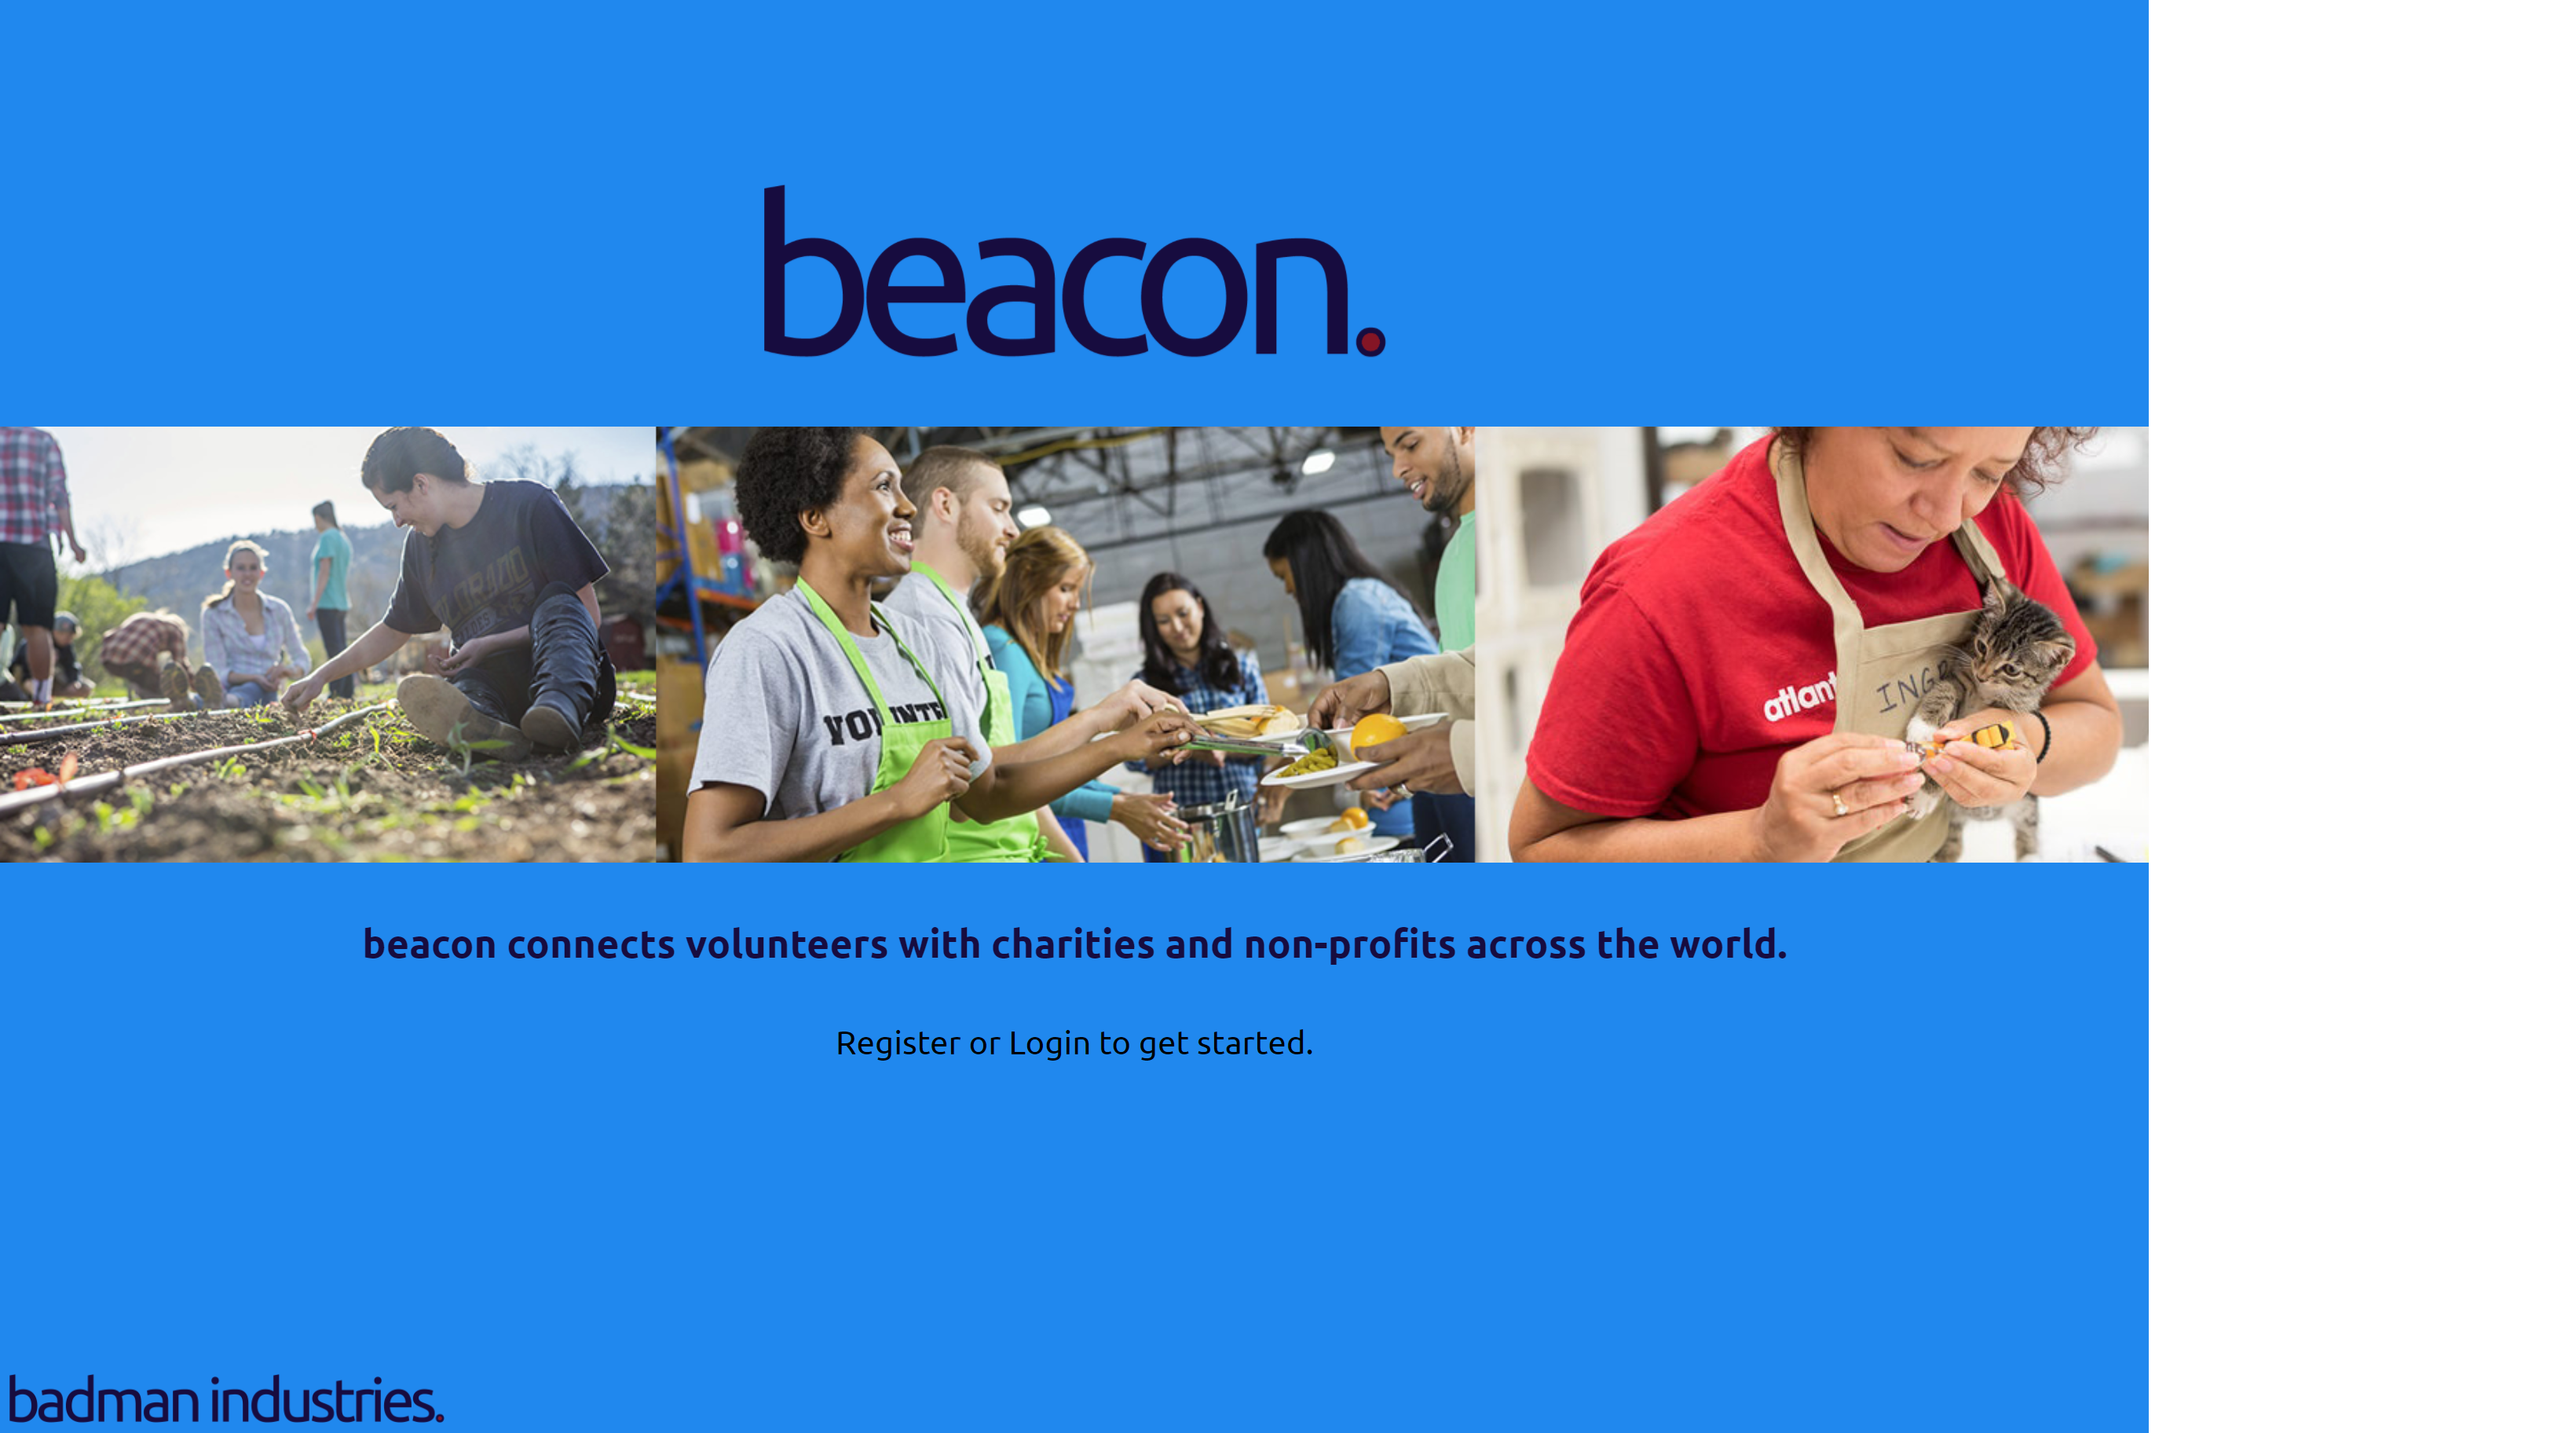 beacon.
beacon connects volunteers with charities and non-profits across the world.
Register or Login to get started.
badman industries.